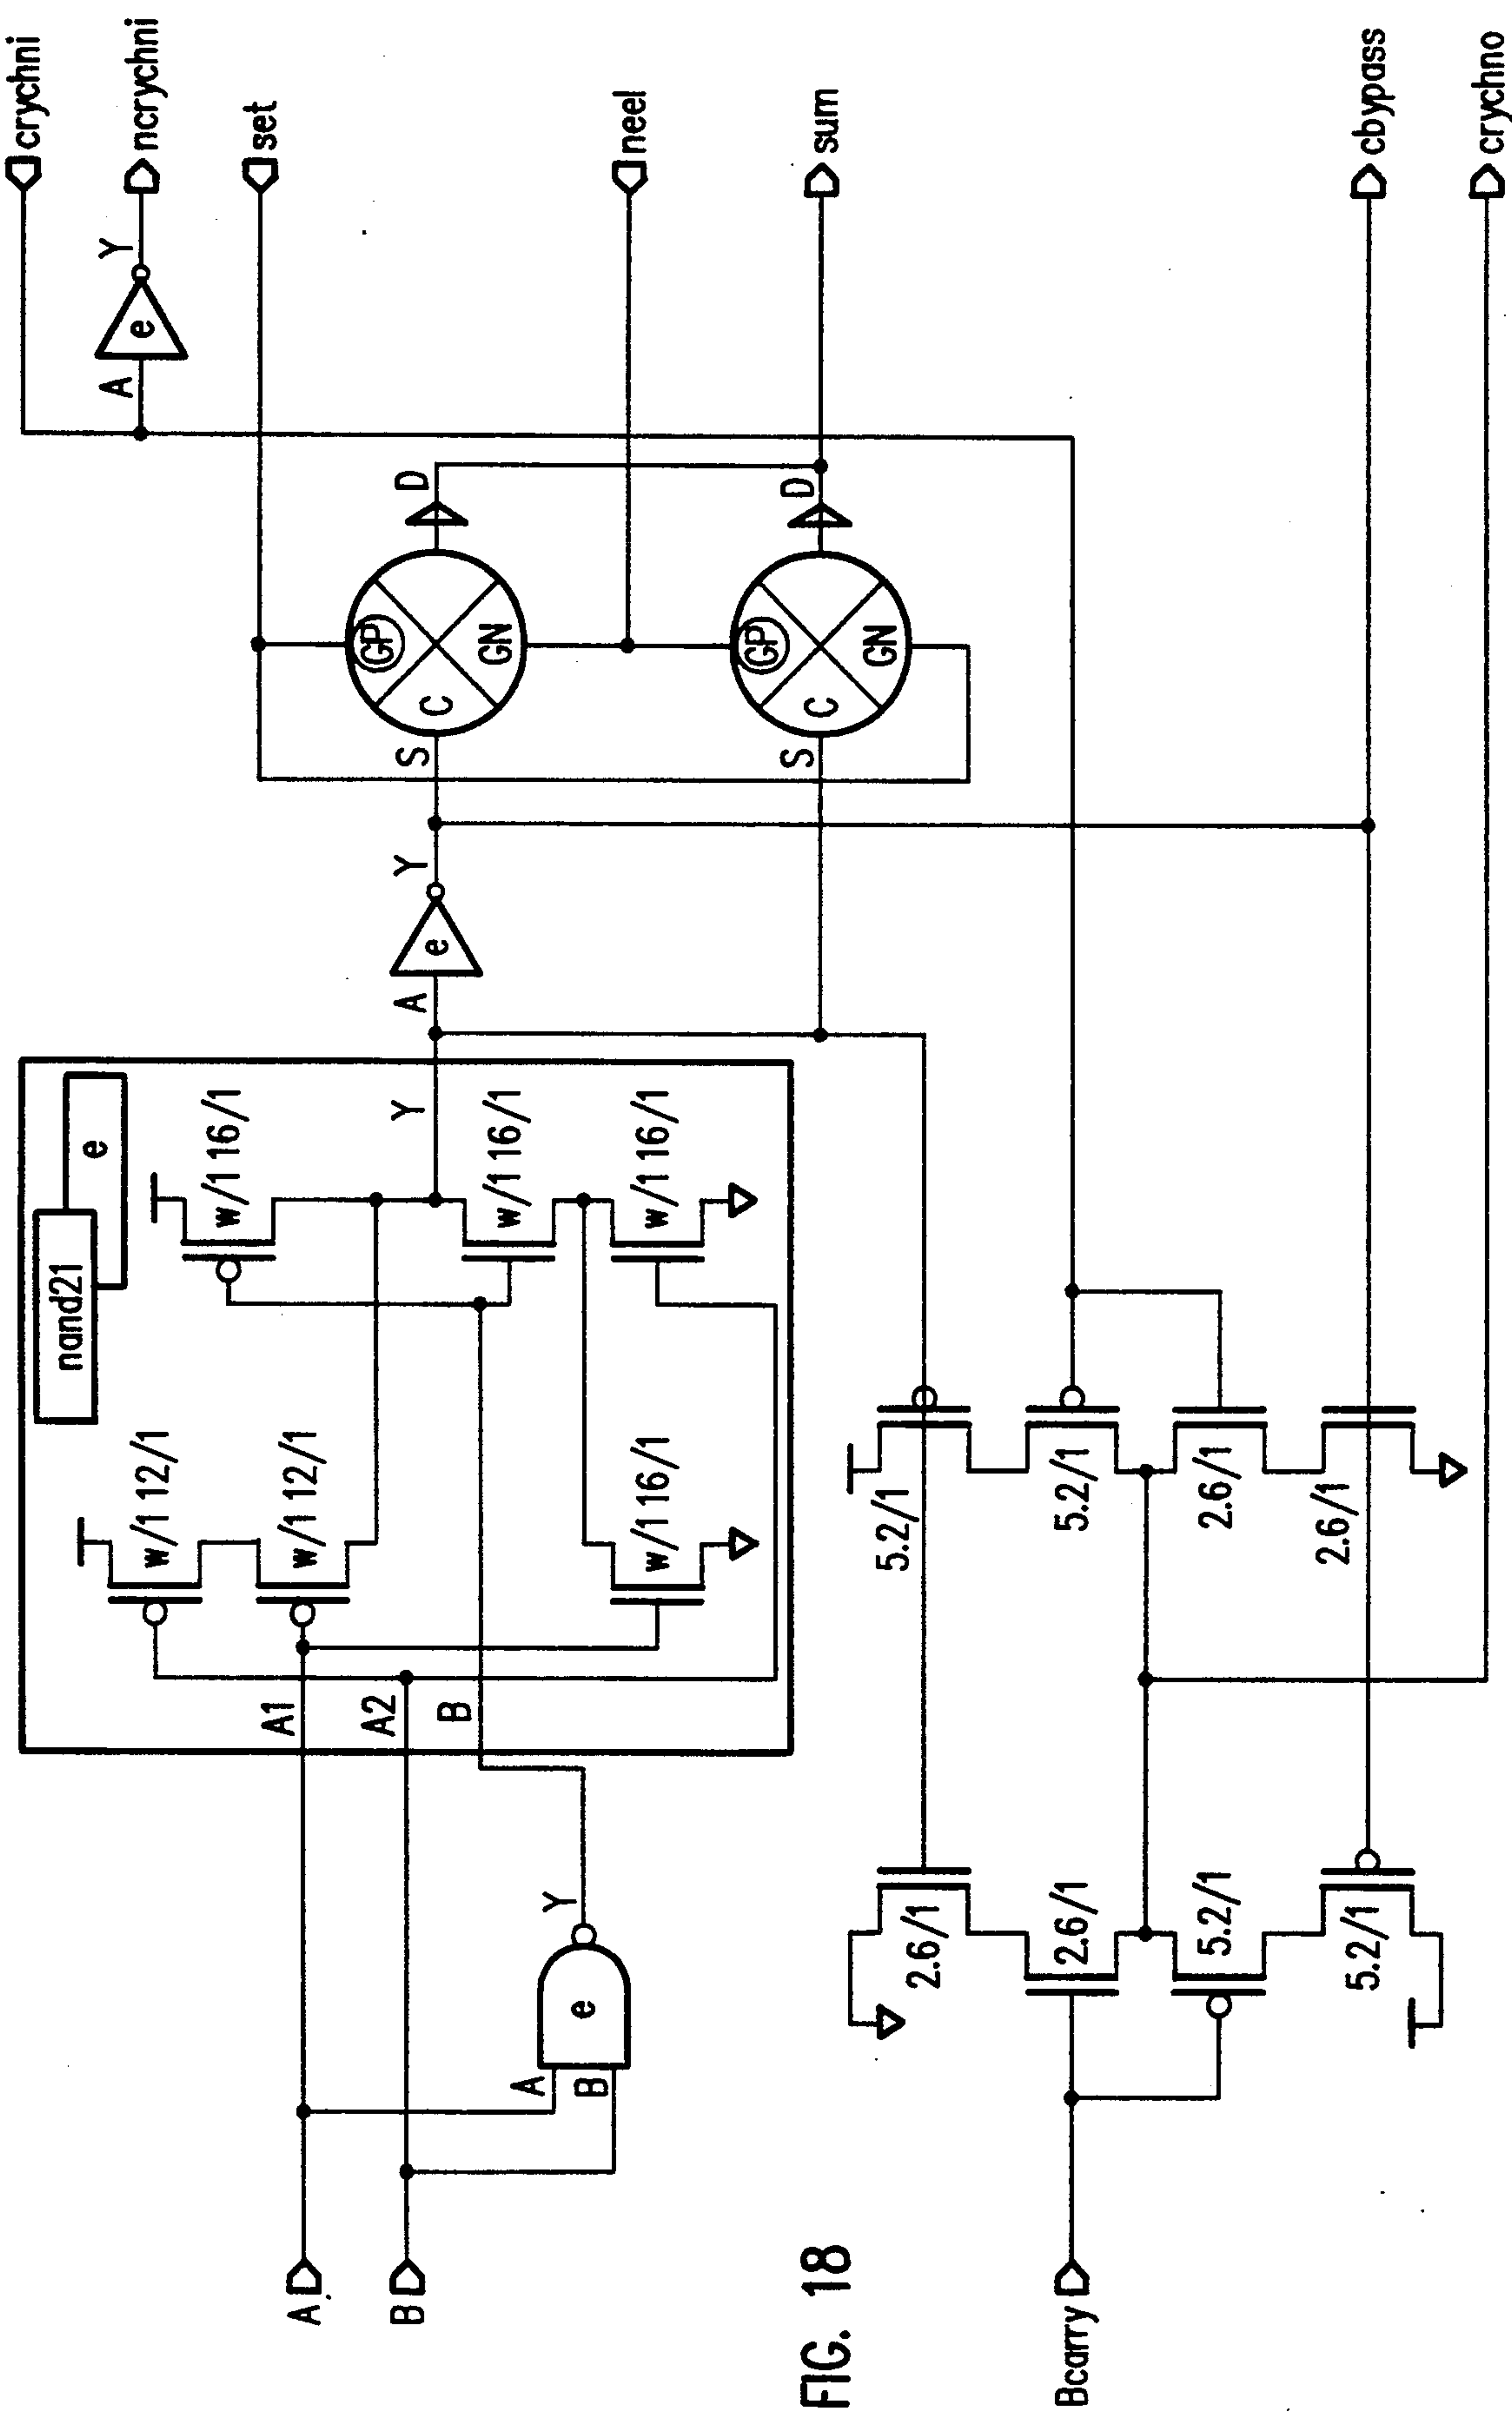 crychni
nand21
e
A
Y
ncrychni
e
w/1 12/1
w/1 16/1
set
A1
w/1 12/1
A
A2
Y
A
Y
S
D
B
e
C
GP
GN
neel
B
w/1 16/1
Y
A
B
e
w/1 16/1
w/1 16/1
S
D
sum
C
GP
GN
FIG. 18
2.6/1
5.2/1
Bcarry
2.6/1
5.2/1
5.2/1
2.6/1
5.2/1
2.6/1
cbypass
crychno